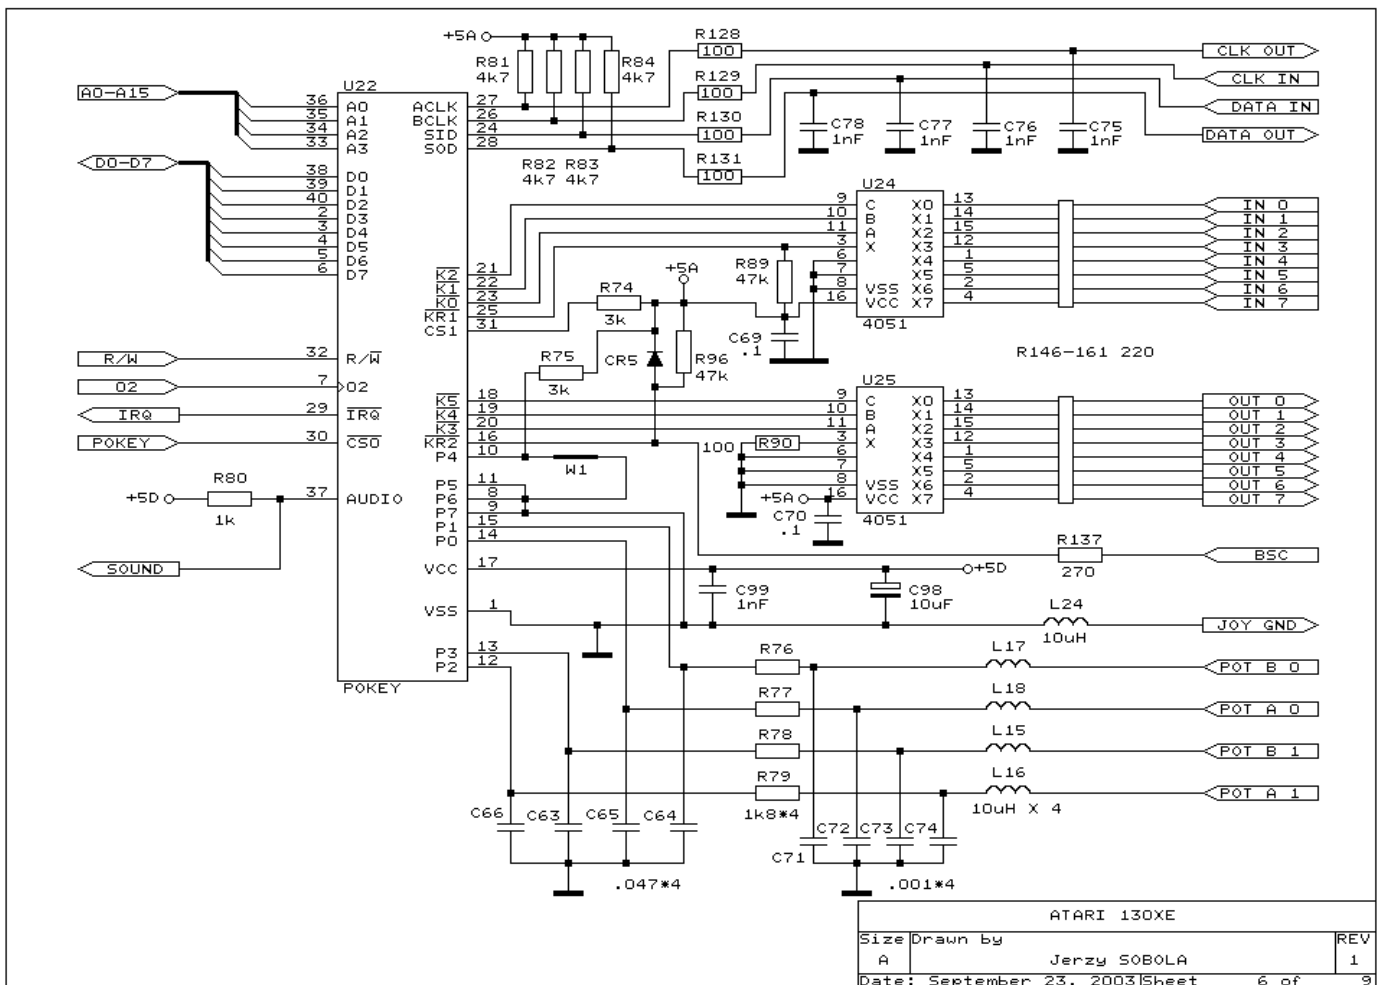 +5A
R128
100
CLK OUT
R81
4k7
R84
4k7
R129
100
CLK IN
A0-A15
U22
36 A0
35 A1
34 A2
33 A3
ACLK 27
BCLK 26
SID 24
SOD 28
R130
100
DATA IN
C78
1nF
C77
1nF
C76
1nF
C75
1nF
DATA OUT
D0-D7
R82 R83
4k7 4k7
R131
100
38 D0
39 D1
40 D2
2 D3
3 D4
4 D5
5 D6
6 D7
U24
9 C X0 13 IN 0
10 B X1 14 IN 1
11 A X2 15 IN 2
3 X X3 12 IN 3
6 X4 1 IN 4
7 X5 5 IN 5
8 VSS X6 2 IN 6
16 VCC X7 4 IN 7
4051
K2 21
K1 22
K0 23
KR1 25
CS1 31
R74
3k
+5A
R89
47k
C69
.1
R146-161 220
R/W
32 R/W
R75
3k
CR5
R96
47k
O2
7 O2
IRQ
29 IRQ
POKEY
30 CS0
K5 18
K4 19
K3 20
KR2 16
P4 10
W1
U25
9 C X0 13 OUT 0
10 B X1 14 OUT 1
11 A X2 15 OUT 2
3 X X3 12 OUT 3
6 X4 1 OUT 4
7 X5 5 OUT 5
8 VSS X6 2 OUT 6
16 VCC X7 4 OUT 7
4051
100 R90
+5A
C70
.1
R80
+5D
1k
37 AUDIO
SOUND
P5 11
P6 8
P7 9
P1 15
P0 14
VCC 17
VSS 1
P3 13
P2 12
POKEY
R137
270
BSC
+5D
C99
1nF
C98
10uF
L24
10uH
JOY GND
R76
L17
POT B 0
R77
L18
POT A 0
R78
L15
POT B 1
R79
1k8*4
L16
10uH X 4
POT A 1
C66 C63 C65 C64
.047*4
C72 C73 C74
C71
.001*4
ATARI 130XE
Size Drawn by REV
A Jerzy SOBOLA 1
Date: September 23, 2003 Sheet 6 of 9